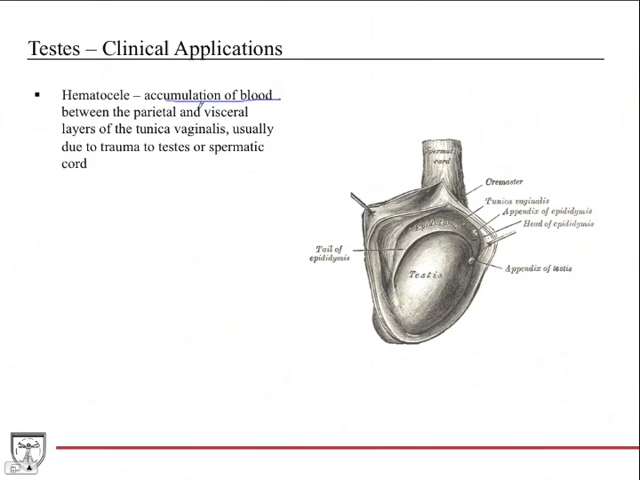 Testes – Clinical Applications
▪ Hematocele – accumulation of blood
between the parietal and visceral
layers of the tunica vaginalis, usually
due to trauma to testes or spermatic
cord
Spermatic
cord
Cremaster
Tunica vaginalis
Appendix of epididymis
Head of epididymis
Tail of
epididymis
Testis
Appendix of testis